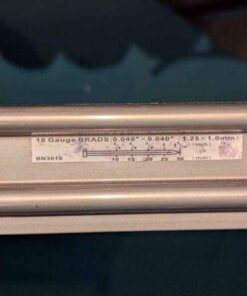 18 Gauge BRADS 0.049" × 0.040" (1.25 × 1.0mm)
(inch)
BN3018
10 15 20 25 30 (mm)